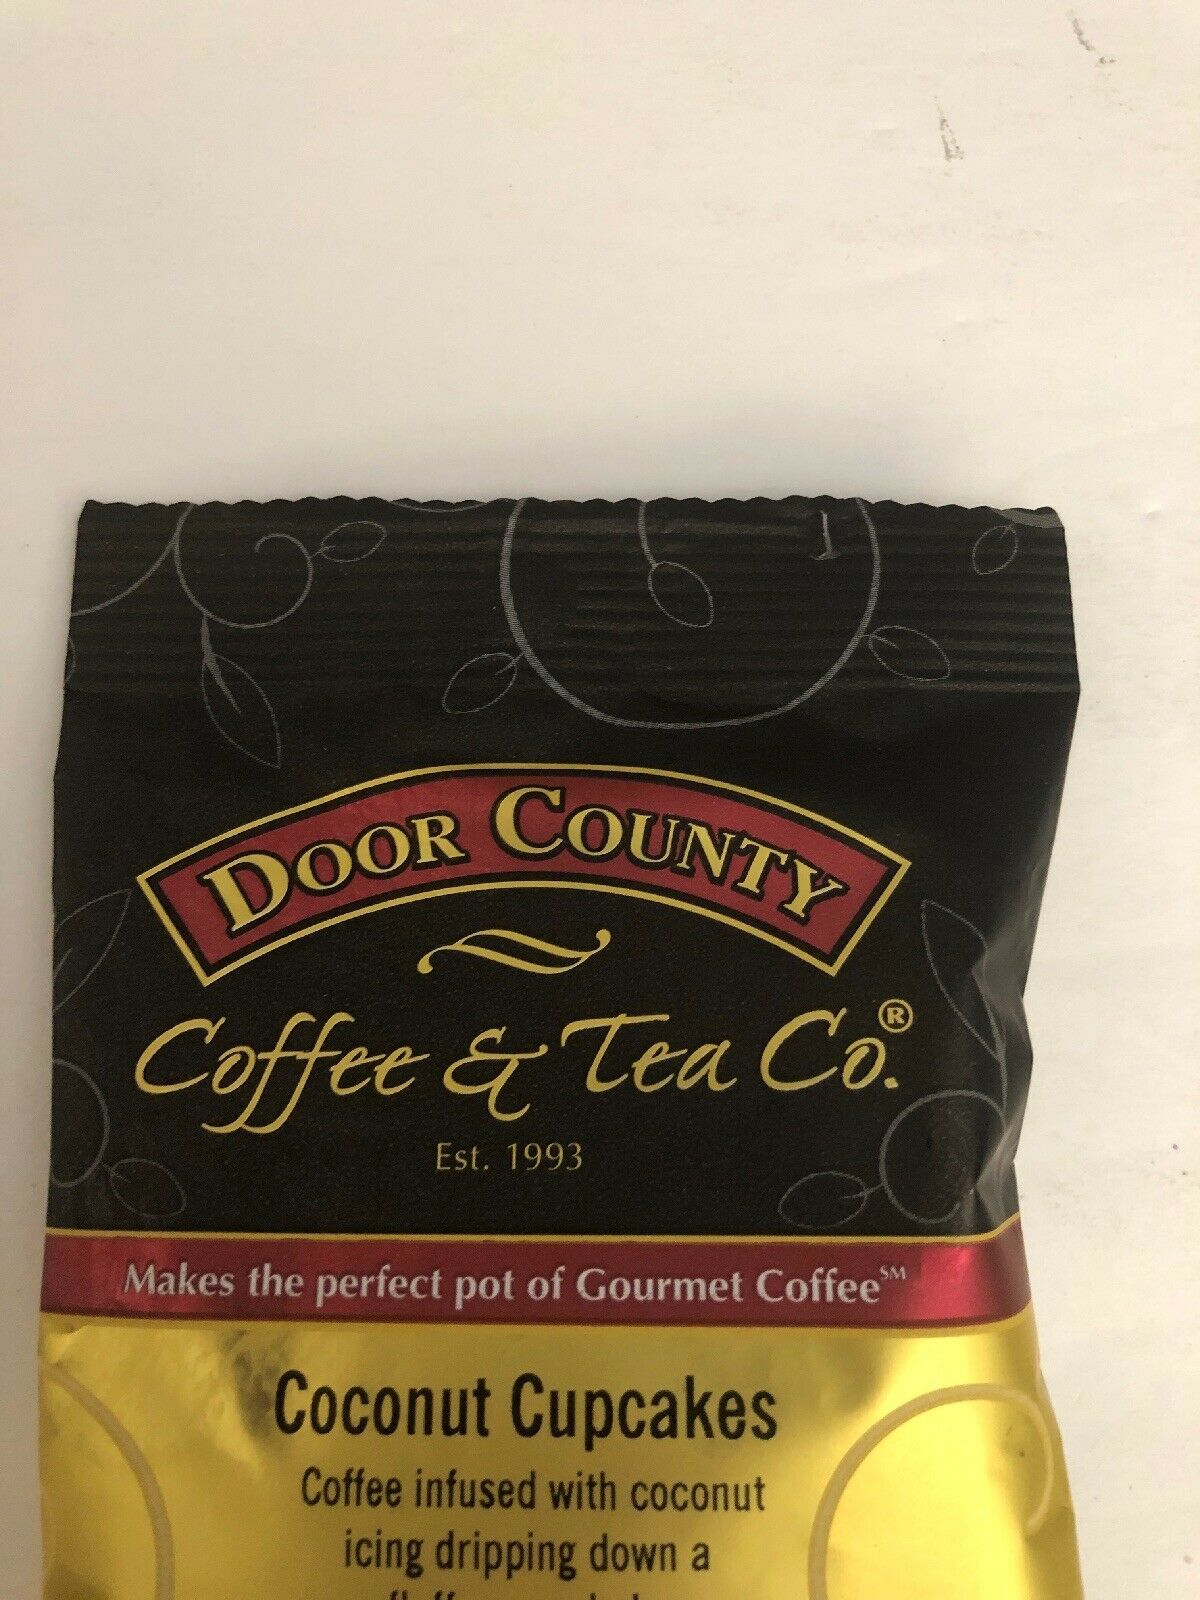 DOOR COUNTY
Coffee & Tea Co.®
Est. 1993
Makes the perfect pot of Gourmet Coffee℠
Coconut Cupcakes
Coffee infused with coconut
icing dripping down a